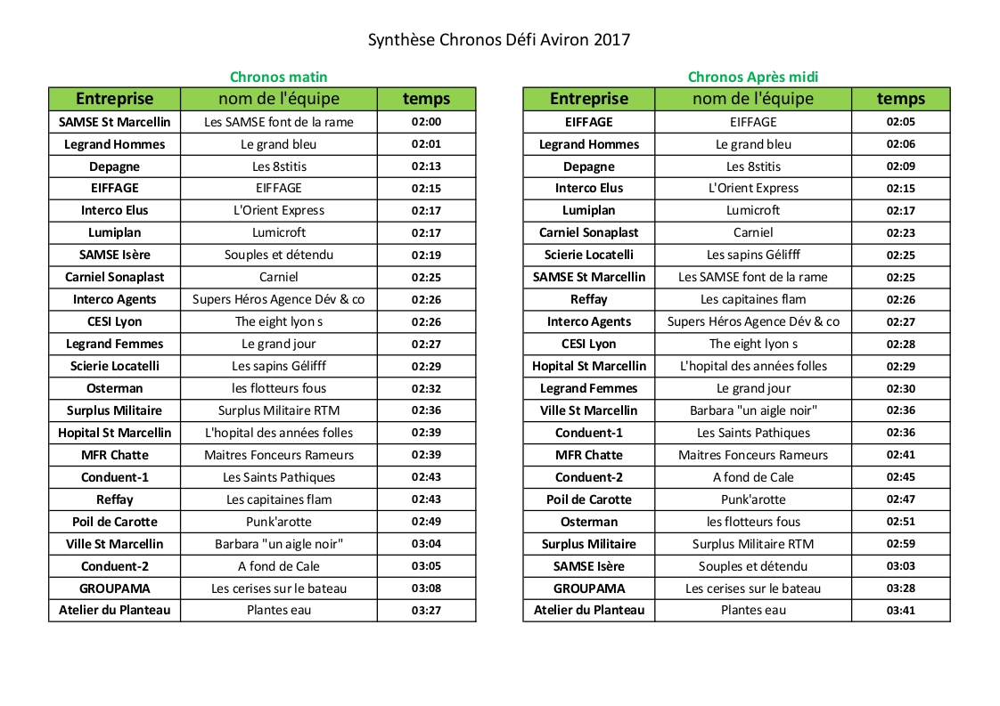 Synthèse Chronos Défi Aviron 2017
Chronos matin
Entreprise nom de l'équipe temps
SAMSE St Marcellin Les SAMSE font de la rame 02:00
Legrand Hommes Le grand bleu 02:01
Depagne Les 8stitis 02:13
EIFFAGE EIFFAGE 02:15
Interco Elus L'Orient Express 02:17
Lumiplan Lumicroft 02:17
SAMSE Isère Souples et détendu 02:19
Carniel Sonaplast Carniel 02:25
Interco Agents Supers Héros Agence Dév & co 02:26
CESI Lyon The eight lyon s 02:26
Legrand Femmes Le grand jour 02:27
Scierie Locatelli Les sapins Gélifff 02:29
Osterman les flotteurs fous 02:32
Surplus Militaire Surplus Militaire RTM 02:36
Hopital St Marcellin L'hopital des années folles 02:39
MFR Chatte Maitres Fonceurs Rameurs 02:39
Conduent-1 Les Saints Pathiques 02:43
Reffay Les capitaines flam 02:43
Poil de Carotte Punk'arotte 02:49
Ville St Marcellin Barbara "un aigle noir" 03:04
Conduent-2 A fond de Cale 03:05
GROUPAMA Les cerises sur le bateau 03:08
Atelier du Planteau Plantes eau 03:27
Chronos Après midi
Entreprise nom de l'équipe temps
EIFFAGE EIFFAGE 02:05
Legrand Hommes Le grand bleu 02:06
Depagne Les 8stitis 02:09
Interco Elus L'Orient Express 02:15
Lumiplan Lumicroft 02:17
Carniel Sonaplast Carniel 02:23
Scierie Locatelli Les sapins Gélifff 02:25
SAMSE St Marcellin Les SAMSE font de la rame 02:25
Reffay Les capitaines flam 02:26
Interco Agents Supers Héros Agence Dév & co 02:27
CESI Lyon The eight lyon s 02:28
Hopital St Marcellin L'hopital des années folles 02:29
Legrand Femmes Le grand jour 02:30
Ville St Marcellin Barbara "un aigle noir" 02:36
Conduent-1 Les Saints Pathiques 02:36
MFR Chatte Maitres Fonceurs Rameurs 02:41
Conduent-2 A fond de Cale 02:45
Poil de Carotte Punk'arotte 02:47
Osterman les flotteurs fous 02:51
Surplus Militaire Surplus Militaire RTM 02:59
SAMSE Isère Souples et détendu 03:03
GROUPAMA Les cerises sur le bateau 03:28
Atelier du Planteau Plantes eau 03:41